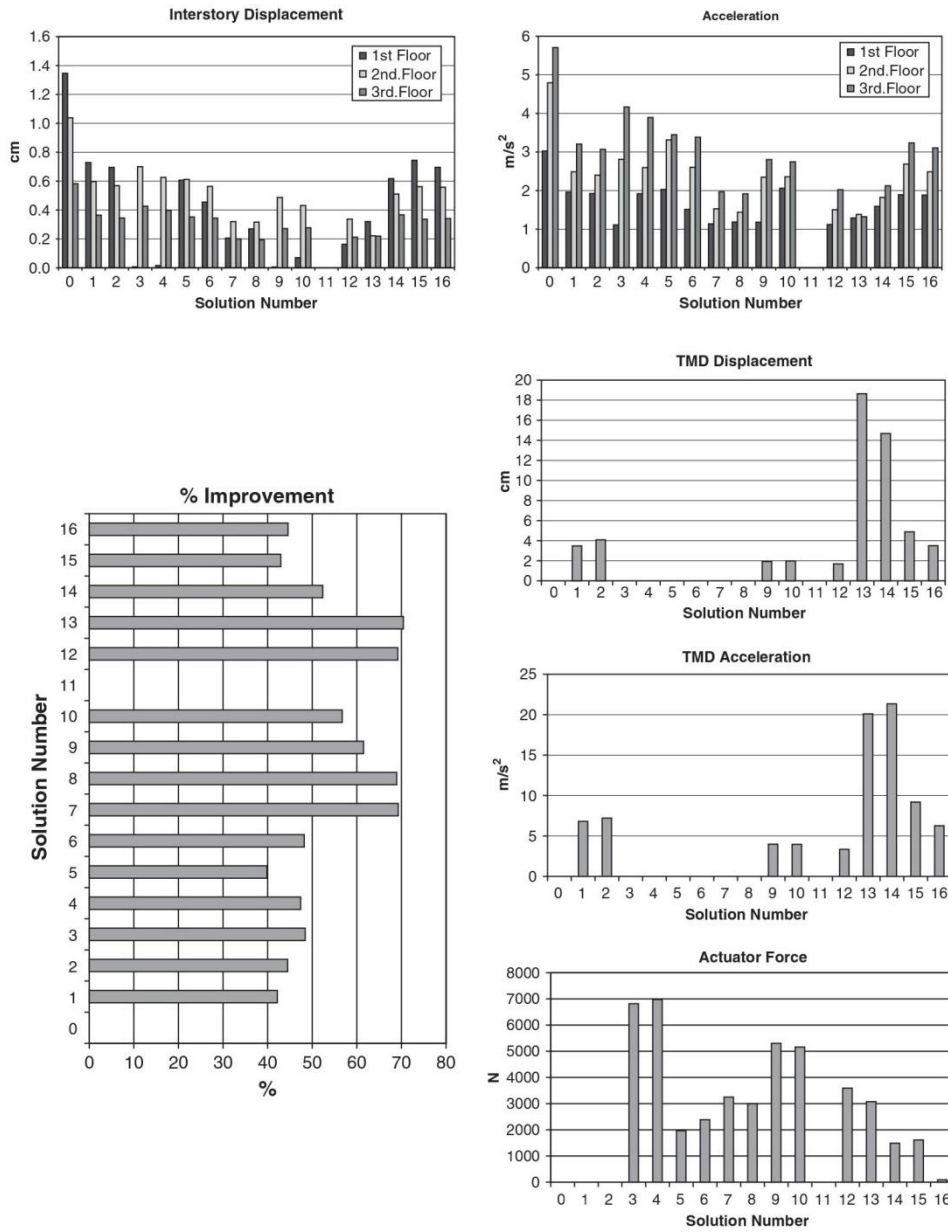 Interstory Displacement
1.6
1.4
1.2
1.0
0.8
0.6
0.4
0.2
0.0
cm
1st Floor
2nd.Floor
3rd.Floor
0 1 2 3 4 5 6 7 8 9 10 11 12 13 14 15 16
Solution Number
Acceleration
6
5
4
3
2
1
0
m/s²
1st Floor
2nd.Floor
3rd.Floor
0 1 2 3 4 5 6 7 8 9 10 11 12 13 14 15 16
Solution Number
TMD Displacement
20
18
16
14
12
10
8
6
4
2
0
cm
0 1 2 3 4 5 6 7 8 9 10 11 12 13 14 15 16
Solution Number
% Improvement
16
15
14
13
12
11
10
9
8
7
6
5
4
3
2
1
0
Solution Number
0 10 20 30 40 50 60 70 80
%
TMD Acceleration
25
20
15
10
5
0
m/s²
0 1 2 3 4 5 6 7 8 9 10 11 12 13 14 15 16
Solution Number
Actuator Force
8000
7000
6000
5000
4000
3000
2000
1000
0
N
0 1 2 3 4 5 6 7 8 9 10 11 12 13 14 15 16
Solution Number